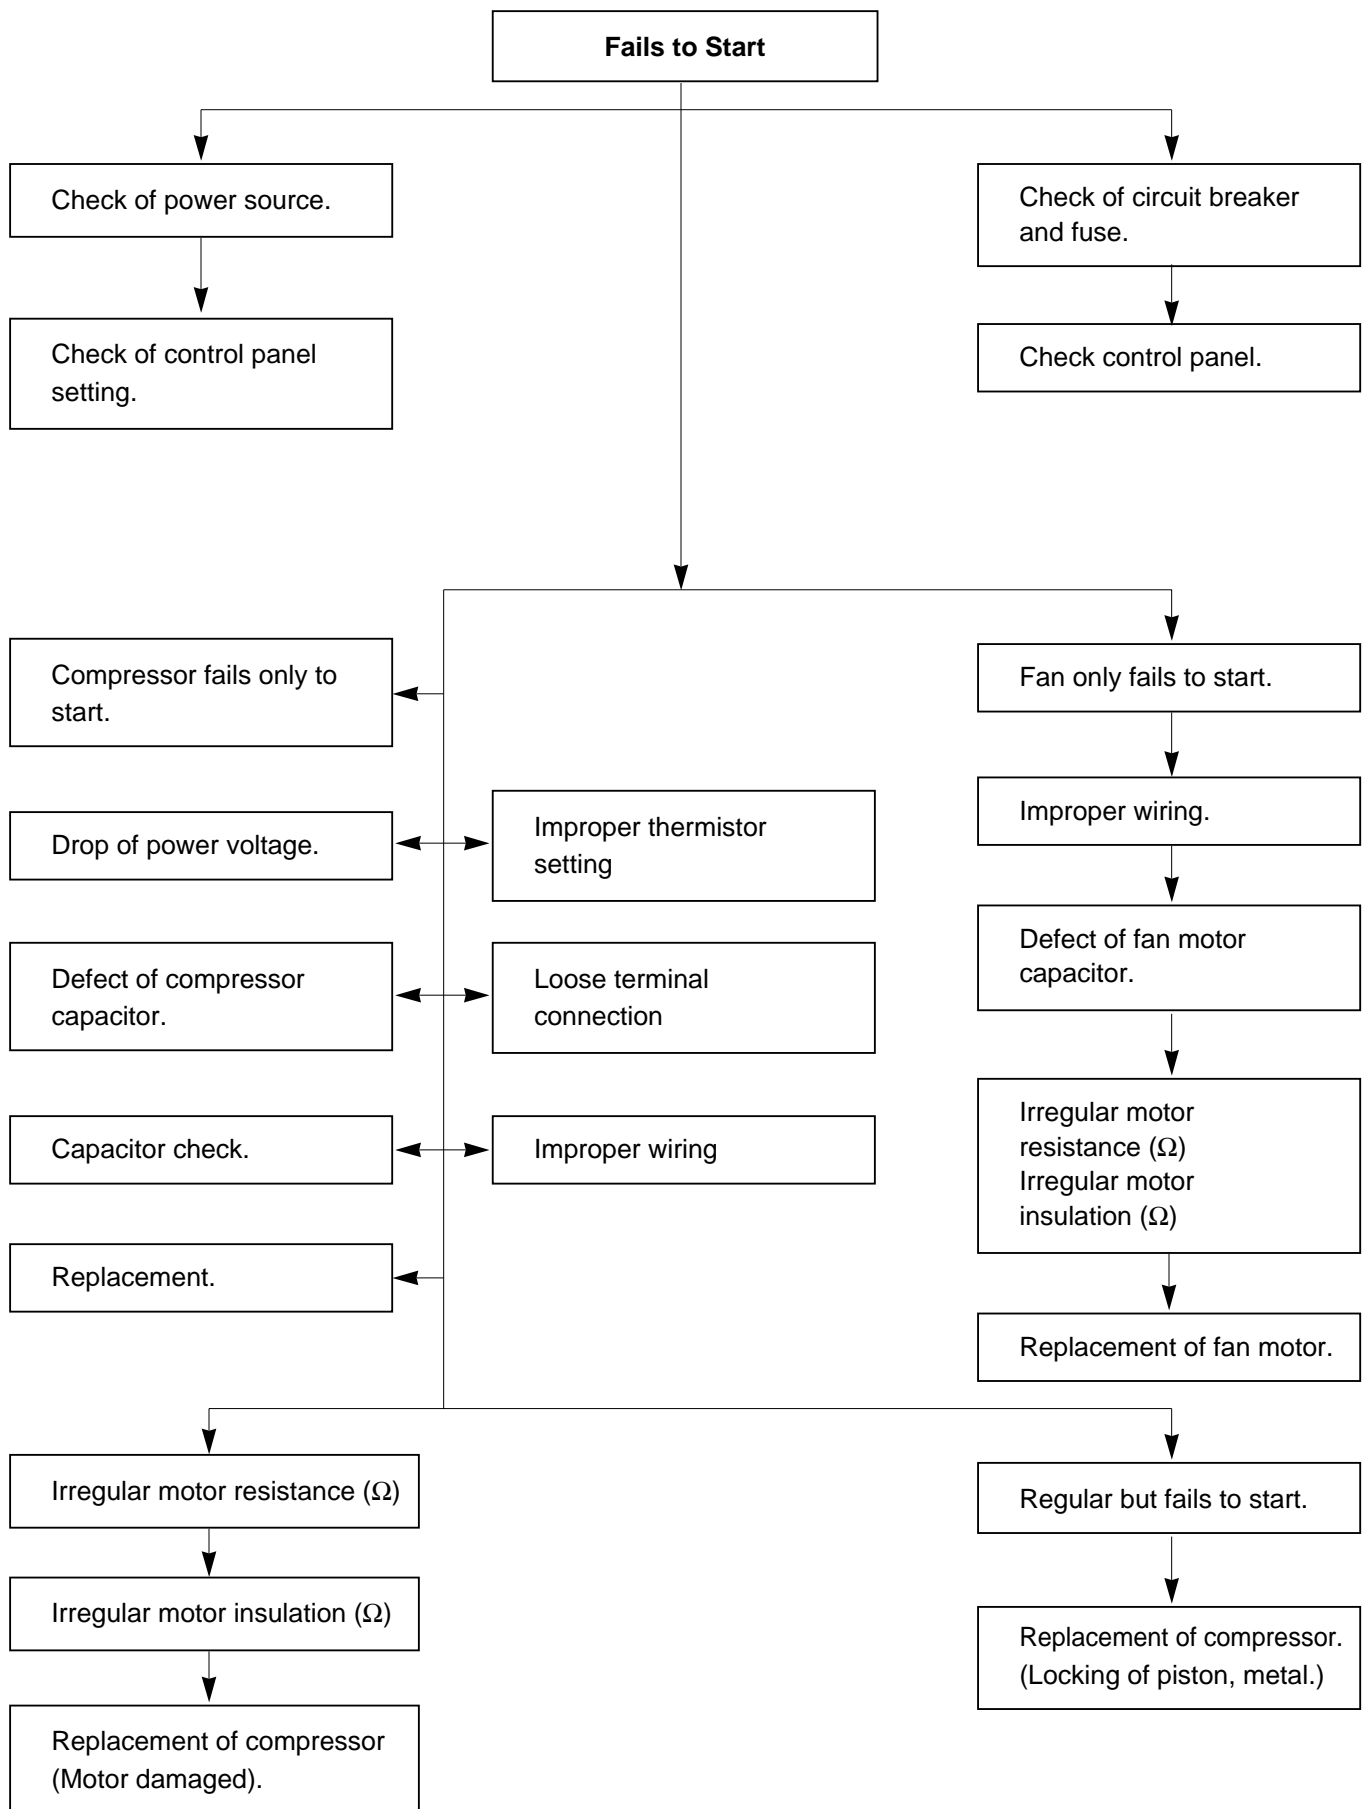 Fails to Start
Check of power source.
Check of circuit breaker
and fuse.
Check of control panel
setting.
Check control panel.
Compressor fails only to
start.
Fan only fails to start.
Drop of power voltage.
Improper thermistor
setting
Improper wiring.
Defect of compressor
capacitor.
Loose terminal
connection
Defect of fan motor
capacitor.
Capacitor check.
Improper wiring
Irregular motor
resistance (Ω)
Irregular motor
insulation (Ω)
Replacement.
Replacement of fan motor.
Irregular motor resistance (Ω)
Regular but fails to start.
Irregular motor insulation (Ω)
Replacement of compressor.
(Locking of piston, metal.)
Replacement of compressor
(Motor damaged).